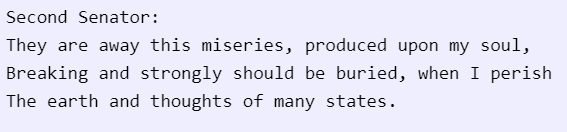 Second Senator:
They are away this miseries, produced upon my soul,
Breaking and strongly should be buried, when I perish
The earth and thoughts of many states.